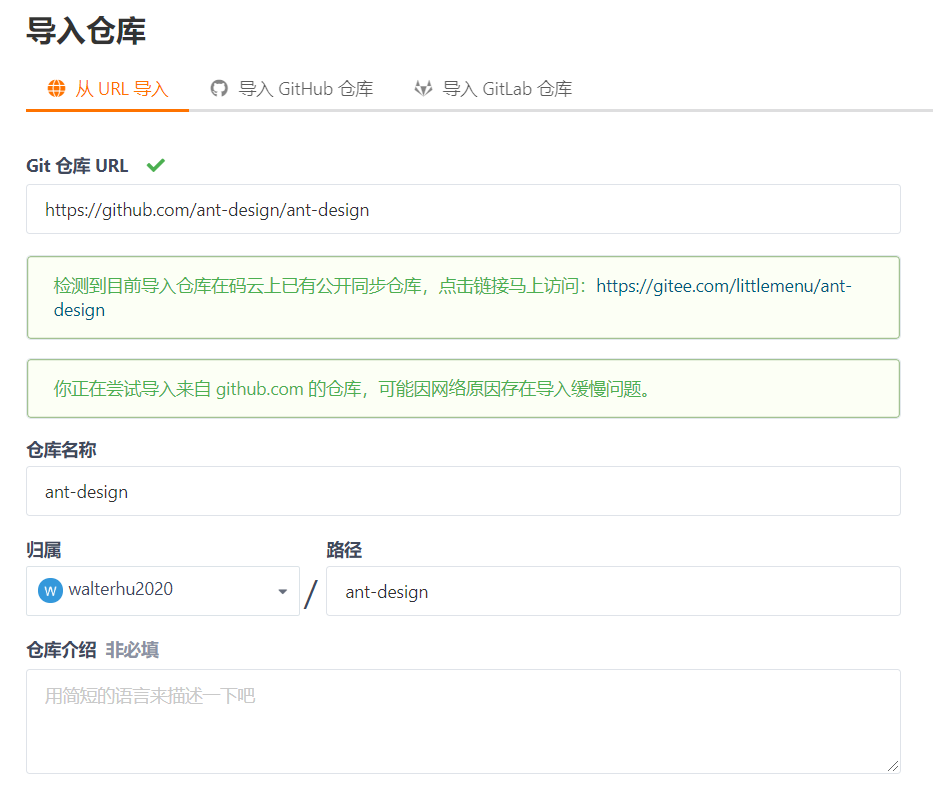 导入仓库
从 URL 导入 导入 GitHub 仓库 导入 GitLab 仓库
Git 仓库 URL
https://github.com/ant-design/ant-design
检测到目前导入仓库在码云上已有公开同步仓库，点击链接马上访问：https://gitee.com/littlemenu/ant-
design
你正在尝试导入来自 github.com 的仓库，可能因网络原因存在导入缓慢问题。
仓库名称
ant-design
归属 路径
W walterhu2020 / ant-design
仓库介绍 非必填
用简短的语言来描述一下吧